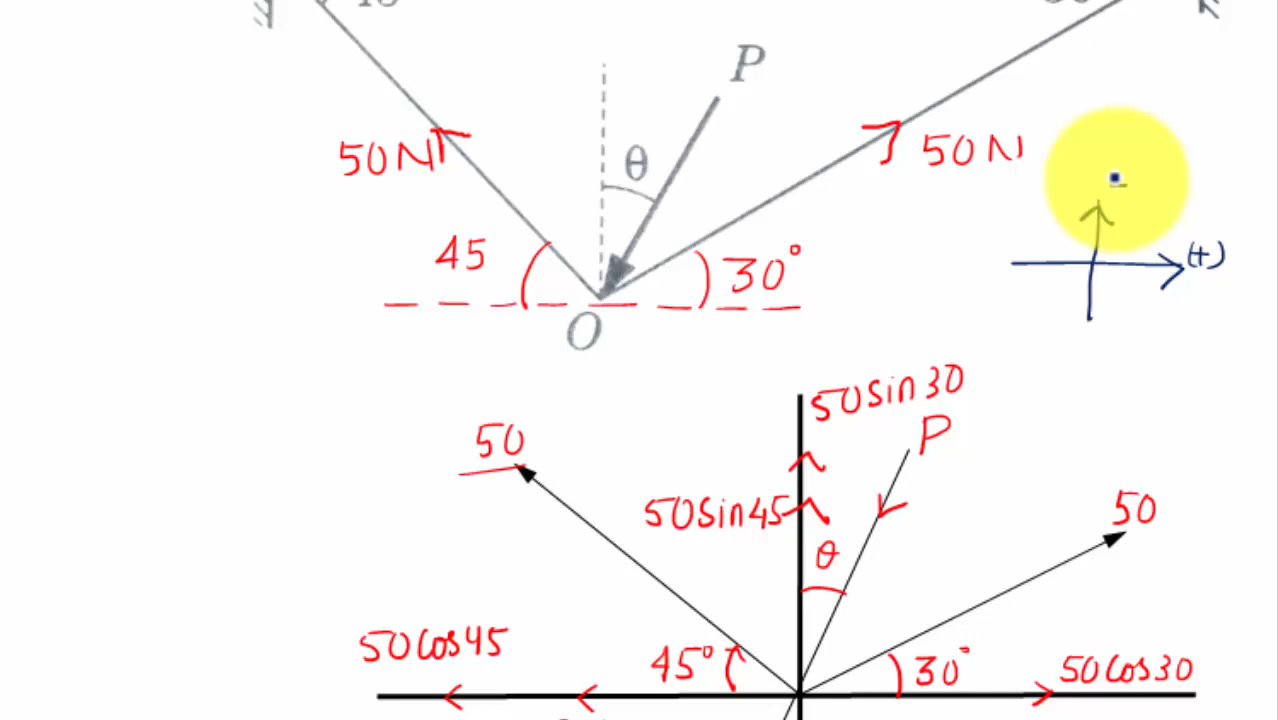 P
50N
θ
50N
45
30°
(+)
O
50sin30
P
50
50sin45
50
θ
50cos45
45°
30°
50cos30